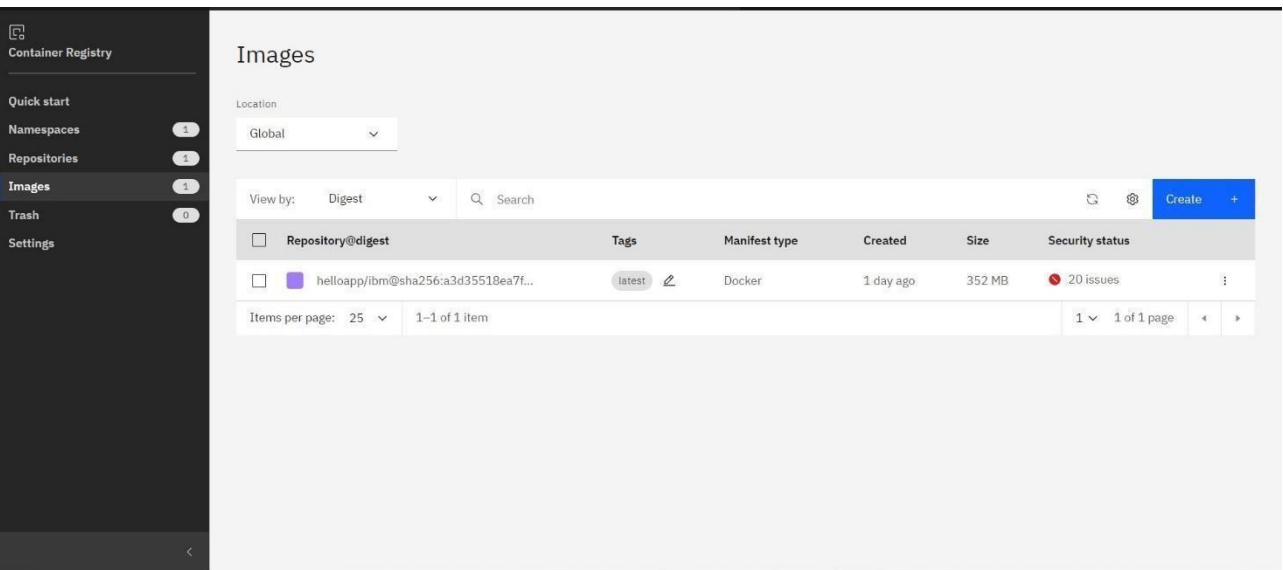 Container Registry
Quick start
Namespaces 1
Repositories 1
Images 1
Trash 0
Settings
Images
Location
Global
View by: Digest Search Create +
Repository@digest Tags Manifest type Created Size Security status
helloapp/ibm@sha256:a3d35518ea7f... latest Docker 1 day ago 352 MB 20 issues
Items per page: 25 1–1 of 1 item 1 1 of 1 page